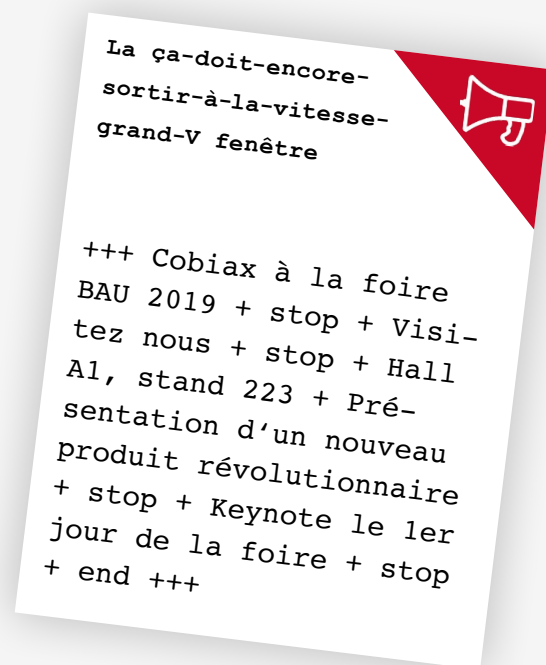 La ça-doit-encore-
sortir-à-la-vitesse-
grand-V fenêtre
+++ Cobiax à la foire
BAU 2019 + stop + Visi-
tez nous + stop + Hall
A1, stand 223 + Pré-
sentation d‘un nouveau
produit révolutionnaire
+ stop + Keynote le 1er
jour de la foire + stop
+ end +++